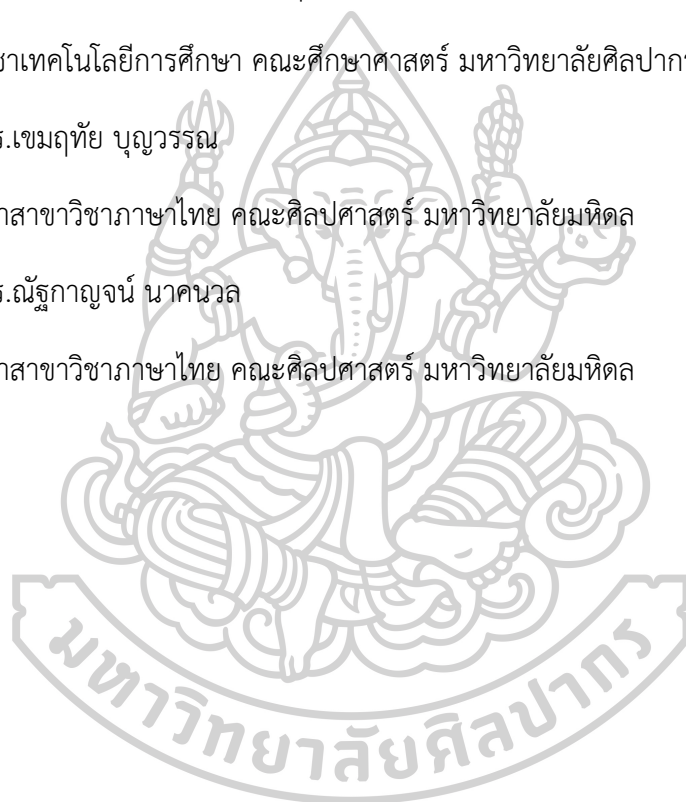 ชาเทคโนโลยีการศึกษา คณะศึกษาศาสตร์ มหาวิทยาลัยศิลปากร
ร.เขมฤทัย บุญวรรณ
าสาขาวิชาภาษาไทย คณะศิลปศาสตร์ มหาวิทยาลัยมหิดล
ร.ณัฐกาญจน์ นาคนวล
าสาขาวิชาภาษาไทย คณะศิลปศาสตร์ มหาวิทยาลัยมหิดล
มหาวิทยาลัยศิลปากร